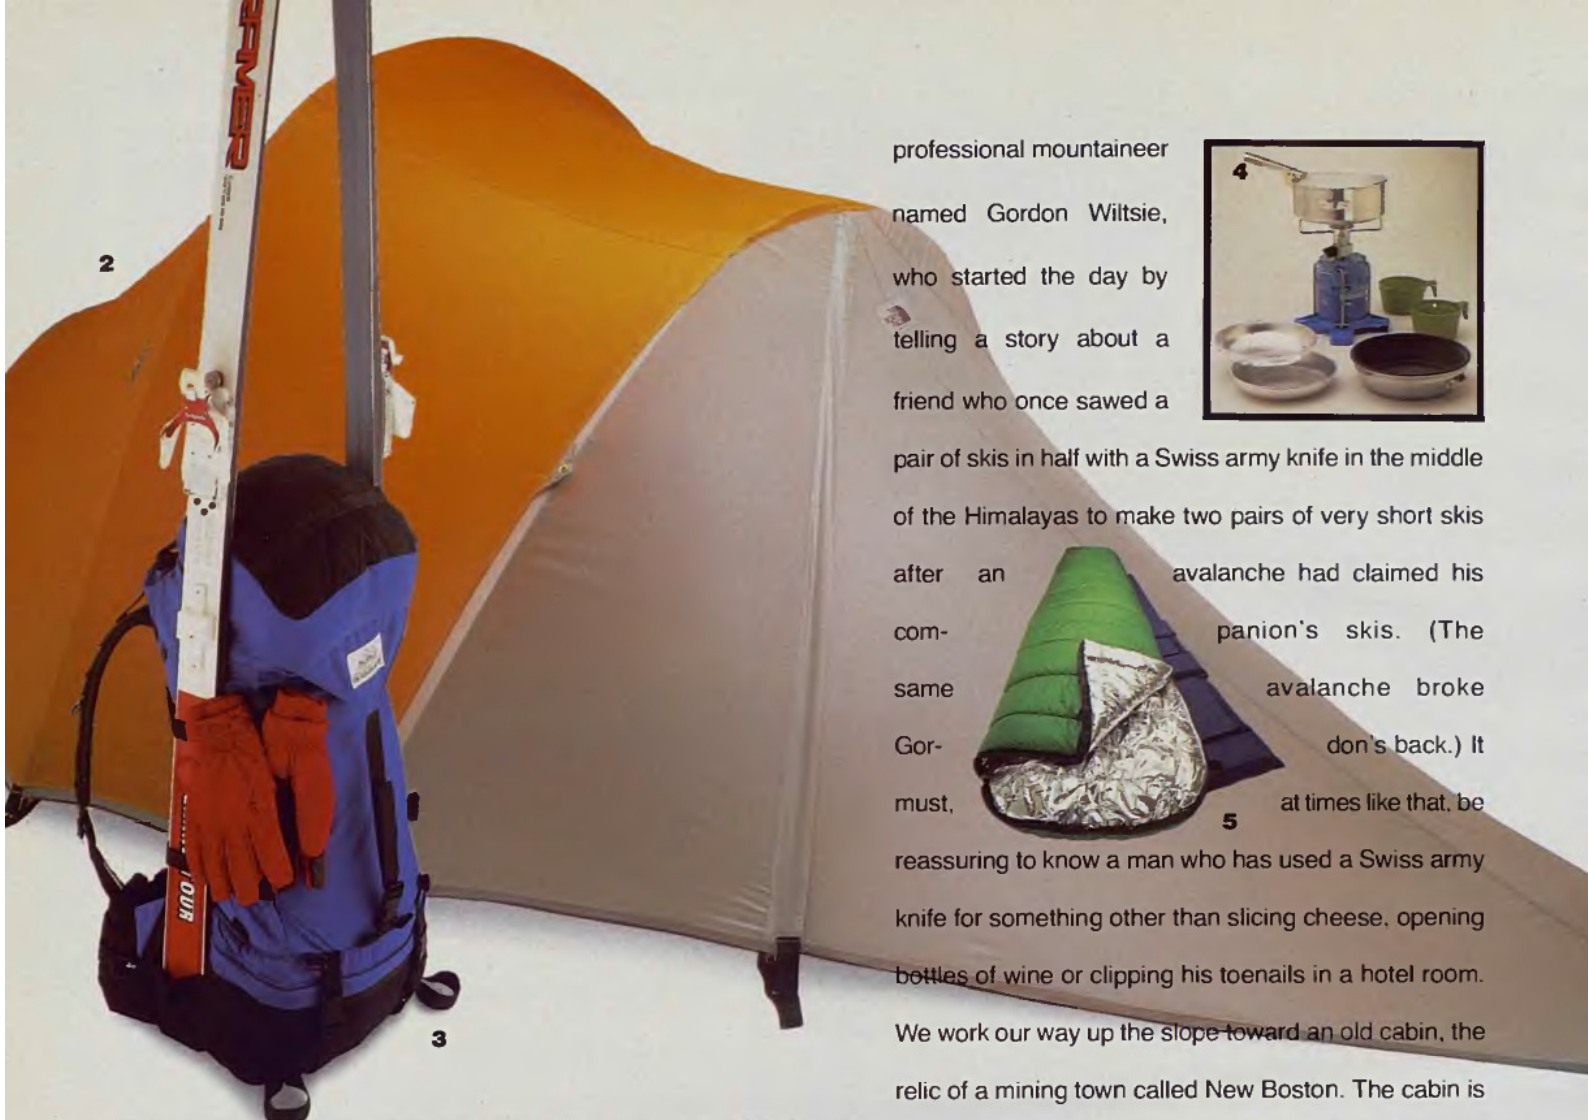 RAMER
2
3
TOUR
professional mountaineer
named Gordon Wiltsie,
who started the day by
telling a story about a
friend who once sawed a
4
pair of skis in half with a Swiss army knife in the middle
of the Himalayas to make two pairs of very short skis
after an avalanche had claimed his
com- panion's skis. (The
same avalanche broke
Gor- don's back.) It
must, at times like that, be
5
reassuring to know a man who has used a Swiss army
knife for something other than slicing cheese, opening
bottles of wine or clipping his toenails in a hotel room.
We work our way up the slope toward an old cabin, the
relic of a mining town called New Boston. The cabin is